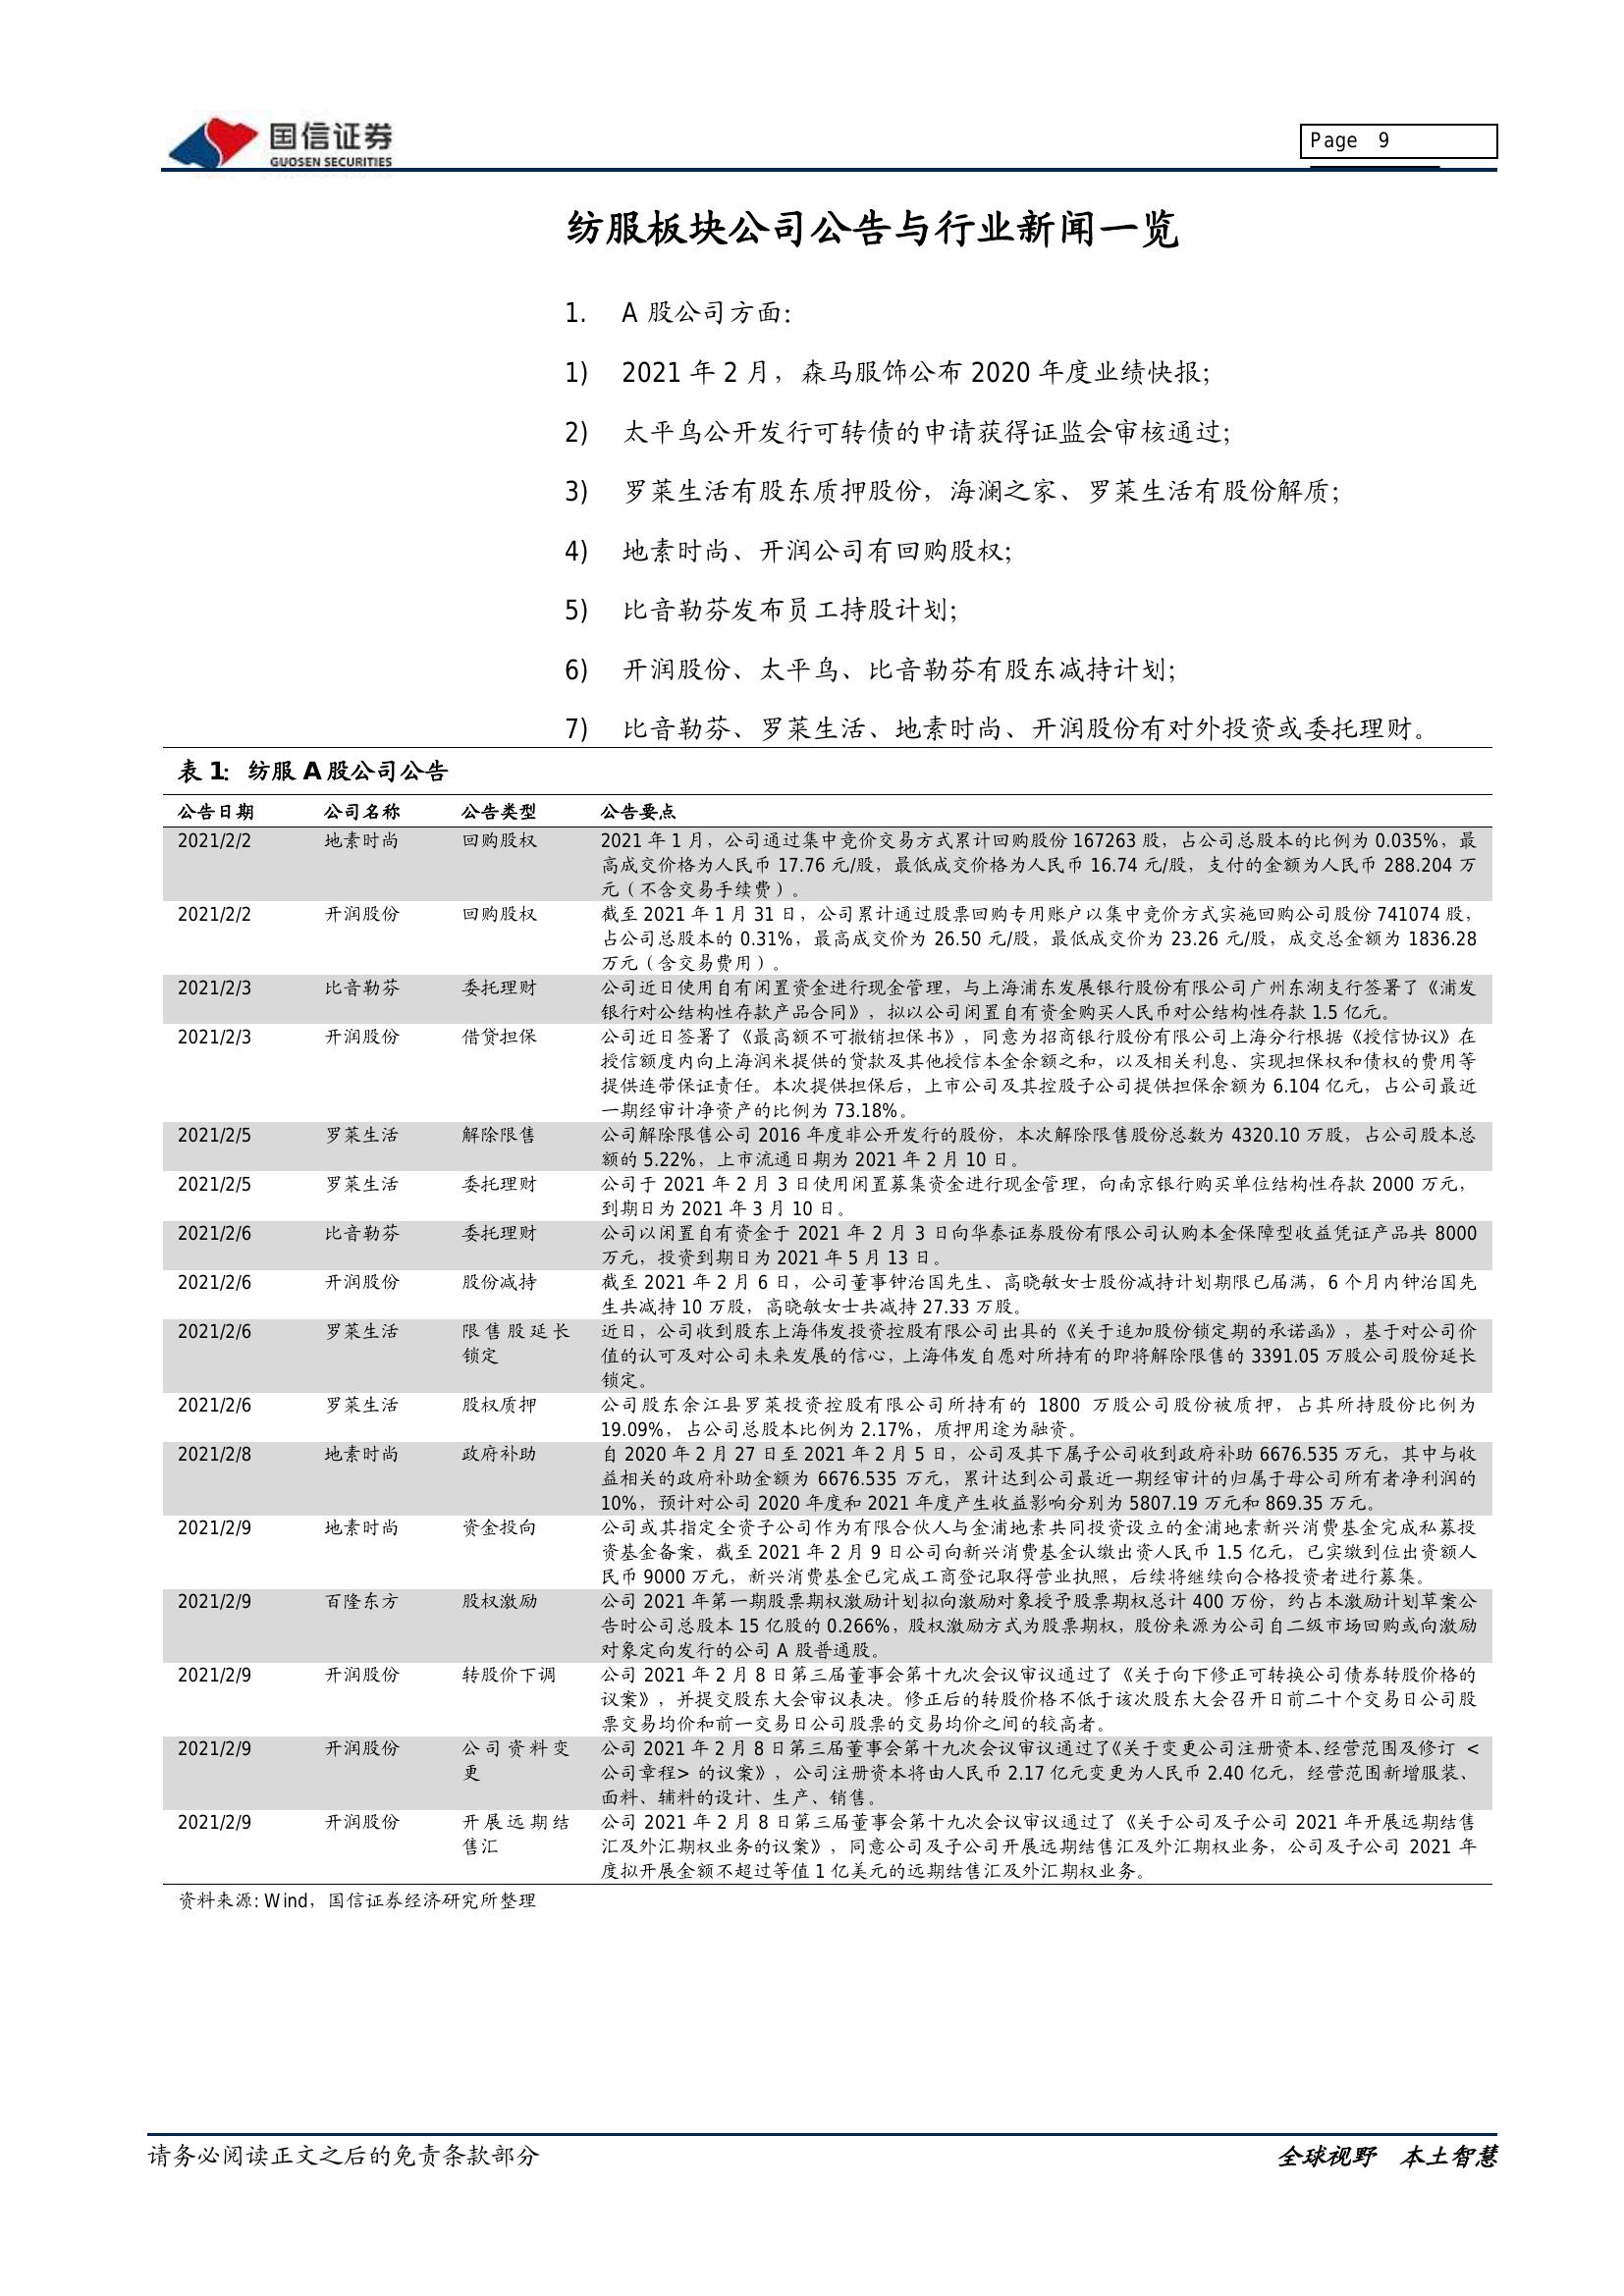 国信证券
GUOSEN SECURITIES
Page 9
纺服板块公司公告与行业新闻一览
1. A 股公司方面：
1) 2021 年 2 月，森马服饰公布 2020 年度业绩快报；
2) 太平鸟公开发行可转债的申请获得证监会审核通过；
3) 罗莱生活有股东质押股份，海澜之家、罗莱生活有股份解质；
4) 地素时尚、开润公司有回购股权；
5) 比音勒芬发布员工持股计划；
6) 开润股份、太平鸟、比音勒芬有股东减持计划；
7) 比音勒芬、罗莱生活、地素时尚、开润股份有对外投资或委托理财。
表 1： 纺服 A 股公司公告
公告日期 公司名称 公告类型 公告要点
2021/2/2 地素时尚 回购股权 2021 年 1 月，公司通过集中竞价交易方式累计回购股份 167263 股，占公司总股本的比例为 0.035%，最
高成交价格为人民币 17.76 元/股，最低成交价格为人民币 16.74 元/股，支付的金额为人民币 288.204 万
元（不含交易手续费）。
2021/2/2 开润股份 回购股权 截至 2021 年 1 月 31 日，公司累计通过股票回购专用账户以集中竞价方式实施回购公司股份 741074 股，
占公司总股本的 0.31%，最高成交价为 26.50 元/股，最低成交价为 23.26 元/股，成交总金额为 1836.28
万元（含交易费用）。
2021/2/3 比音勒芬 委托理财 公司近日使用自有闲置资金进行现金管理，与上海浦东发展银行股份有限公司广州东湖支行签署了《浦发
银行对公结构性存款产品合同》，拟以公司闲置自有资金购买人民币对公结构性存款 1.5 亿元。
2021/2/3 开润股份 借贷担保 公司近日签署了《最高额不可撤销担保书》，同意为招商银行股份有限公司上海分行根据《授信协议》在
授信额度内向上海润米提供的贷款及其他授信本金余额之和，以及相关利息、实现担保权和债权的费用等
提供连带保证责任。本次提供担保后，上市公司及其控股子公司提供担保余额为 6.104 亿元，占公司最近
一期经审计净资产的比例为 73.18%。
2021/2/5 罗莱生活 解除限售 公司解除限售公司 2016 年度非公开发行的股份，本次解除限售股份总数为 4320.10 万股，占公司股本总
额的 5.22%，上市流通日期为 2021 年 2 月 10 日。
2021/2/5 罗莱生活 委托理财 公司于 2021 年 2 月 3 日使用闲置募集资金进行现金管理，向南京银行购买单位结构性存款 2000 万元，
到期日为 2021 年 3 月 10 日。
2021/2/6 比音勒芬 委托理财 公司以闲置自有资金于 2021 年 2 月 3 日向华泰证券股份有限公司认购本金保障型收益凭证产品共 8000
万元，投资到期日为 2021 年 5 月 13 日。
2021/2/6 开润股份 股份减持 截至 2021 年 2 月 6 日，公司董事钟治国先生、高晓敏女士股份减持计划期限已届满，6 个月内钟治国先
生共减持 10 万股，高晓敏女士共减持 27.33 万股。
2021/2/6 罗莱生活 限售股延长 近日，公司收到股东上海伟发投资控股有限公司出具的《关于追加股份锁定期的承诺函》，基于对公司价
锁定 值的认可及对公司未来发展的信心，上海伟发自愿对所持有的即将解除限售的 3391.05 万股公司股份延长
锁定。
2021/2/6 罗莱生活 股权质押 公司股东余江县罗莱投资控股有限公司所持有的 1800 万股公司股份被质押，占其所持股份比例为
19.09%，占公司总股本比例为 2.17%，质押用途为融资。
2021/2/8 地素时尚 政府补助 自 2020 年 2 月 27 日至 2021 年 2 月 5 日，公司及其下属子公司收到政府补助 6676.535 万元，其中与收
益相关的政府补助金额为 6676.535 万元，累计达到公司最近一期经审计的归属于母公司所有者净利润的
10%，预计对公司 2020 年度和 2021 年度产生收益影响分别为 5807.19 万元和 869.35 万元。
2021/2/9 地素时尚 资金投向 公司或其指定全资子公司作为有限合伙人与金浦地素共同投资设立的金浦地素新兴消费基金完成私募投
资基金备案，截至 2021 年 2 月 9 日公司向新兴消费基金认缴出资人民币 1.5 亿元，已实缴到位出资额人
民币 9000 万元，新兴消费基金已完成工商登记取得营业执照，后续将继续向合格投资者进行募集。
2021/2/9 百隆东方 股权激励 公司 2021 年第一期股票期权激励计划拟向激励对象授予股票期权总计 400 万份，约占本激励计划草案公
告时公司总股本 15 亿股的 0.266%，股权激励方式为股票期权，股份来源为公司自二级市场回购或向激励
对象定向发行的公司 A 股普通股。
2021/2/9 开润股份 转股价下调 公司 2021 年 2 月 8 日第三届董事会第十九次会议审议通过了《关于向下修正可转换公司债券转股价格的
议案》，并提交股东大会审议表决。修正后的转股价格不低于该次股东大会召开日前二十个交易日公司股
票交易均价和前一交易日公司股票的交易均价之间的较高者。
2021/2/9 开润股份 公司资料变 公司 2021 年 2 月 8 日第三届董事会第十九次会议审议通过了《关于变更公司注册资本、经营范围及修订 <
更 公司章程> 的议案》，公司注册资本将由人民币 2.17 亿元变更为人民币 2.40 亿元，经营范围新增服装、
面料、辅料的设计、生产、销售。
2021/2/9 开润股份 开展远期结 公司 2021 年 2 月 8 日第三届董事会第十九次会议审议通过了《关于公司及子公司 2021 年开展远期结售
售汇 汇及外汇期权业务的议案》，同意公司及子公司开展远期结售汇及外汇期权业务，公司及子公司 2021 年
度拟开展金额不超过等值 1 亿美元的远期结售汇及外汇期权业务。
资料来源: Wind，国信证券经济研究所整理
请务必阅读正文之后的免责条款部分 全球视野 本土智慧